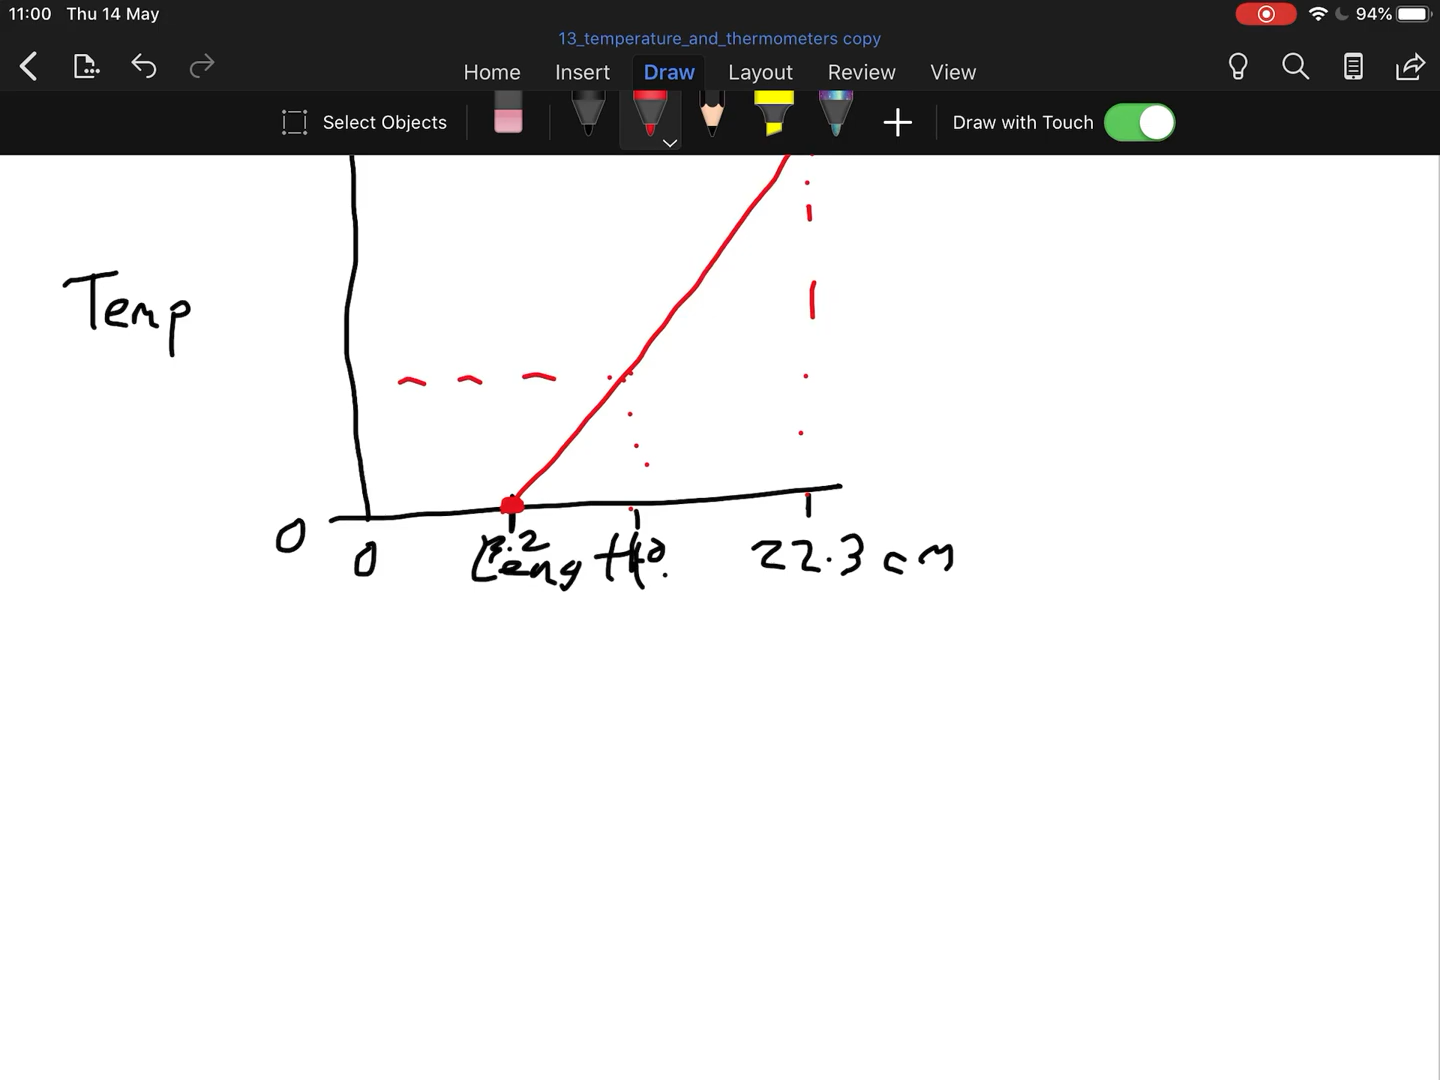 11:00 Thu 14 May 94%
13_temperature_and_thermometers copy
Home Insert Draw Layout Review View
Select Objects Draw with Touch
Temp
0
0 Length 22.3 cm